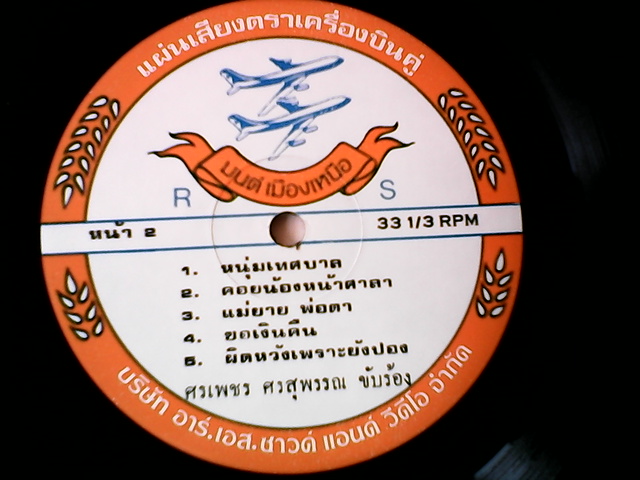 แผ่นเสียงตราเครื่องบินคู่
มนต์เมืองเหนือ
R S
หน้า 2 33 1/3 RPM
1. หนุ่มเทศบาล
2. คอยน้องหน้าศาลา
3. แม่ยาย พ่อตา
4. ขอเงินคืน
5. ผิดหวังเพราะยังปอง
ศรเพชร ศรสุพรรณ ขับร้อง
บริษัท อาร์.เอส.ซาวด์ แอนด์ วีดีโอ จำกัด